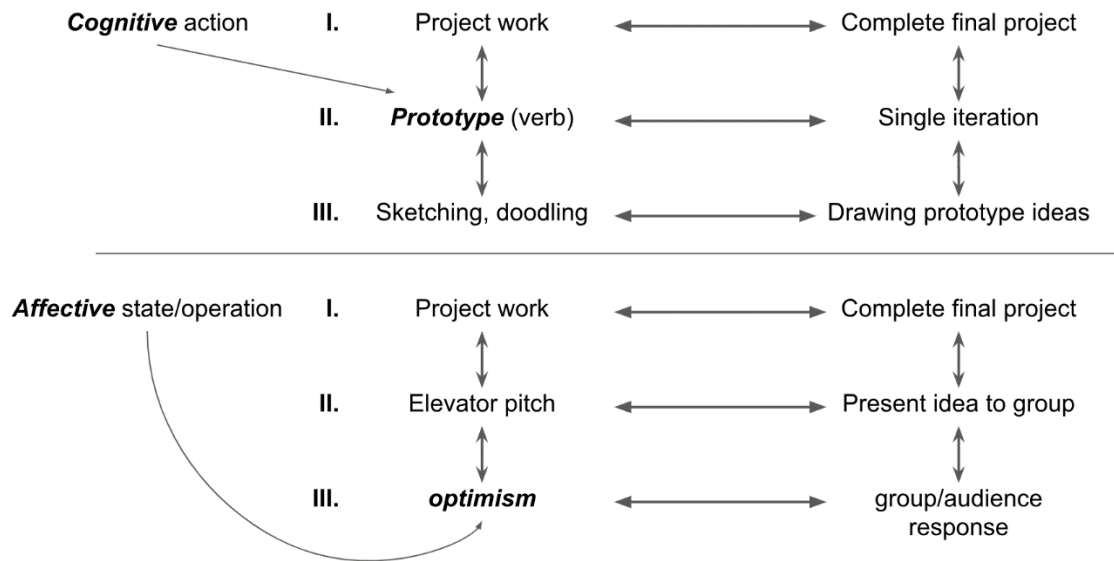 Cognitive action I. Project work Complete final project
II. Prototype (verb) Single iteration
III. Sketching, doodling Drawing prototype ideas
Affective state/operation I. Project work Complete final project
II. Elevator pitch Present idea to group
III. optimism group/audience
response